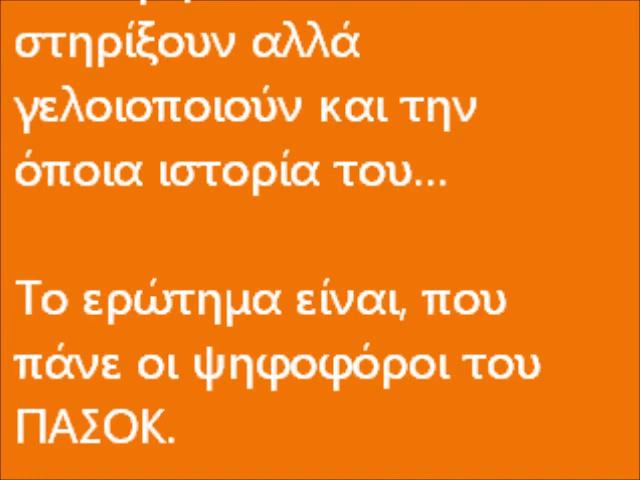 στηρίξουν αλλά
γελοιοποιούν και την
όποια ιστορία του...
Το ερώτημα είναι, που
πάνε οι ψηφοφόροι του
ΠΑΣΟΚ.